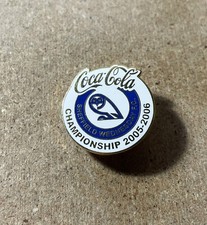 Coca-Cola
SHEFFIELD WEDNESDAY F.C.
CHAMPIONSHIP 2005-2006